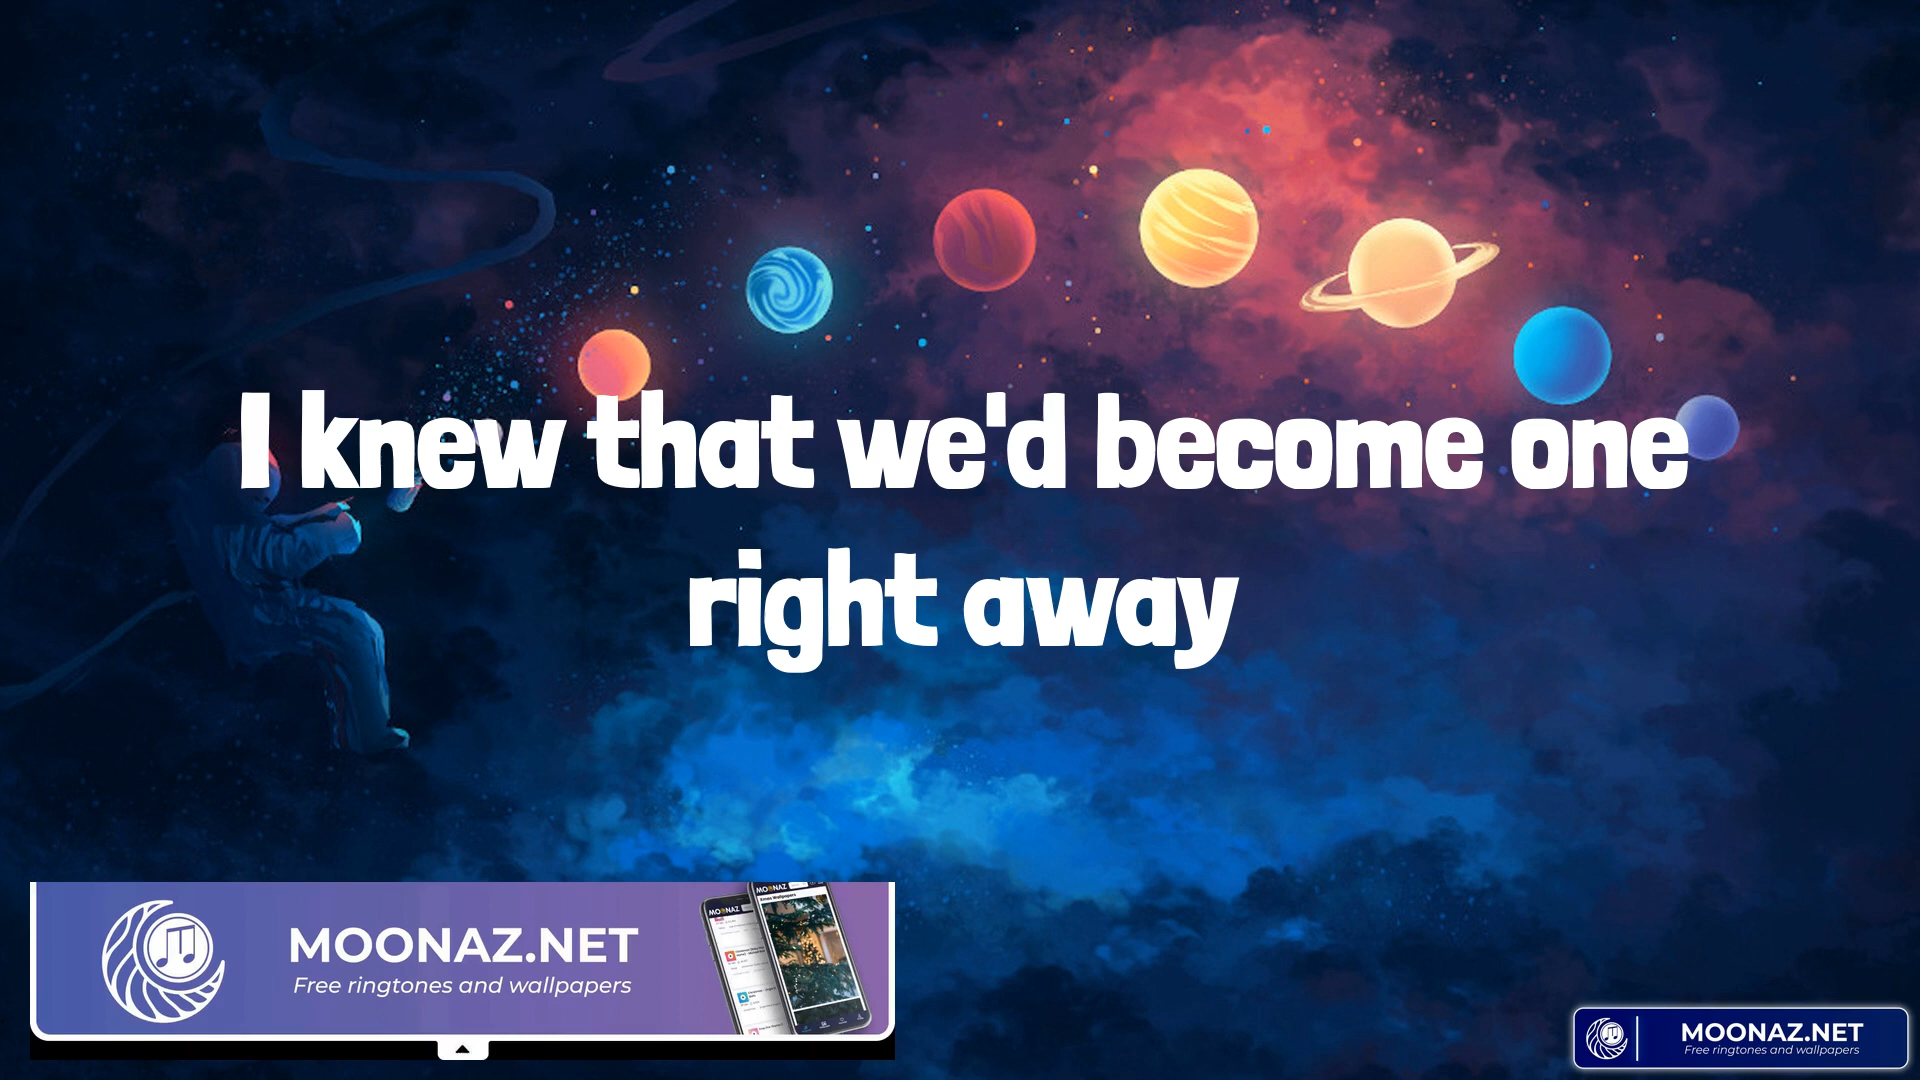 I knew that we'd become one
right away
MOONAZ.NET
Free ringtones and wallpapers
MOONAZ.NET
Free ringtones and wallpapers